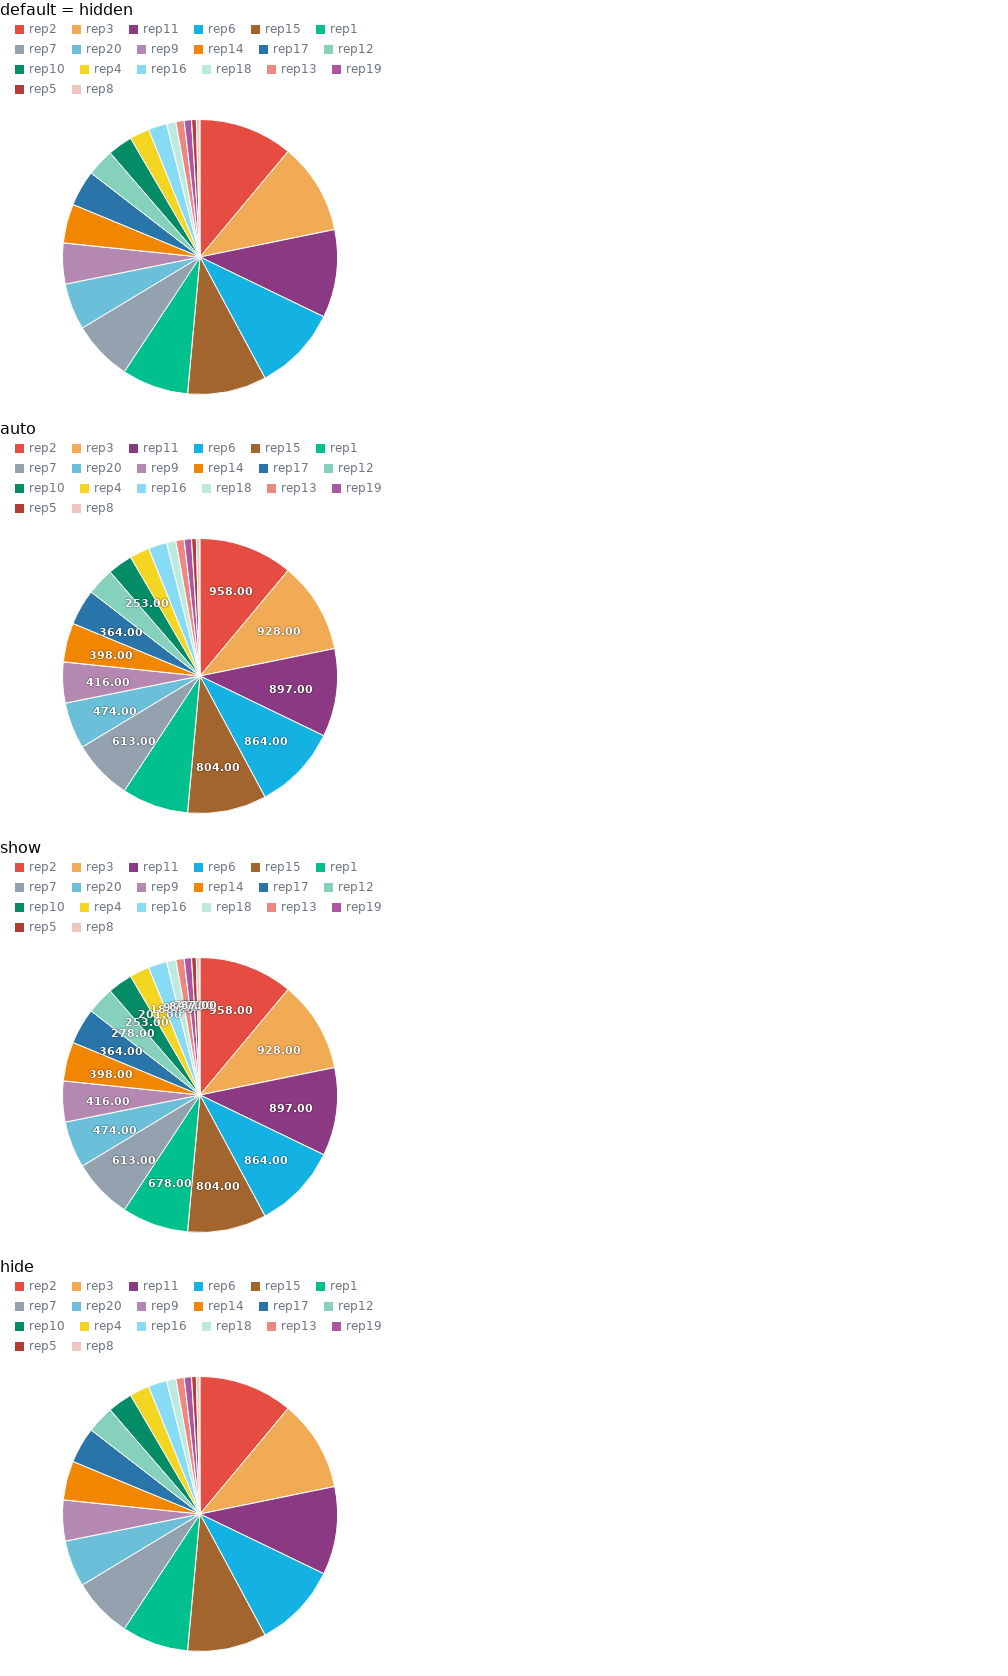 default = hidden
rep2 rep3 rep11 rep6 rep15 rep1
rep7 rep20 rep9 rep14 rep17 rep12
rep10 rep4 rep16 rep18 rep13 rep19
rep5 rep8
auto
rep2 rep3 rep11 rep6 rep15 rep1
rep7 rep20 rep9 rep14 rep17 rep12
rep10 rep4 rep16 rep18 rep13 rep19
rep5 rep8
958.00
253.00
364.00 928.00
398.00
416.00 897.00
474.00
613.00 864.00
804.00
show
rep2 rep3 rep11 rep6 rep15 rep1
rep7 rep20 rep9 rep14 rep17 rep12
rep10 rep4 rep16 rep18 rep13 rep19
rep5 rep8
958.00
201.00
253.00
278.00
364.00 928.00
398.00
416.00 897.00
474.00
613.00 864.00
678.00 804.00
hide
rep2 rep3 rep11 rep6 rep15 rep1
rep7 rep20 rep9 rep14 rep17 rep12
rep10 rep4 rep16 rep18 rep13 rep19
rep5 rep8